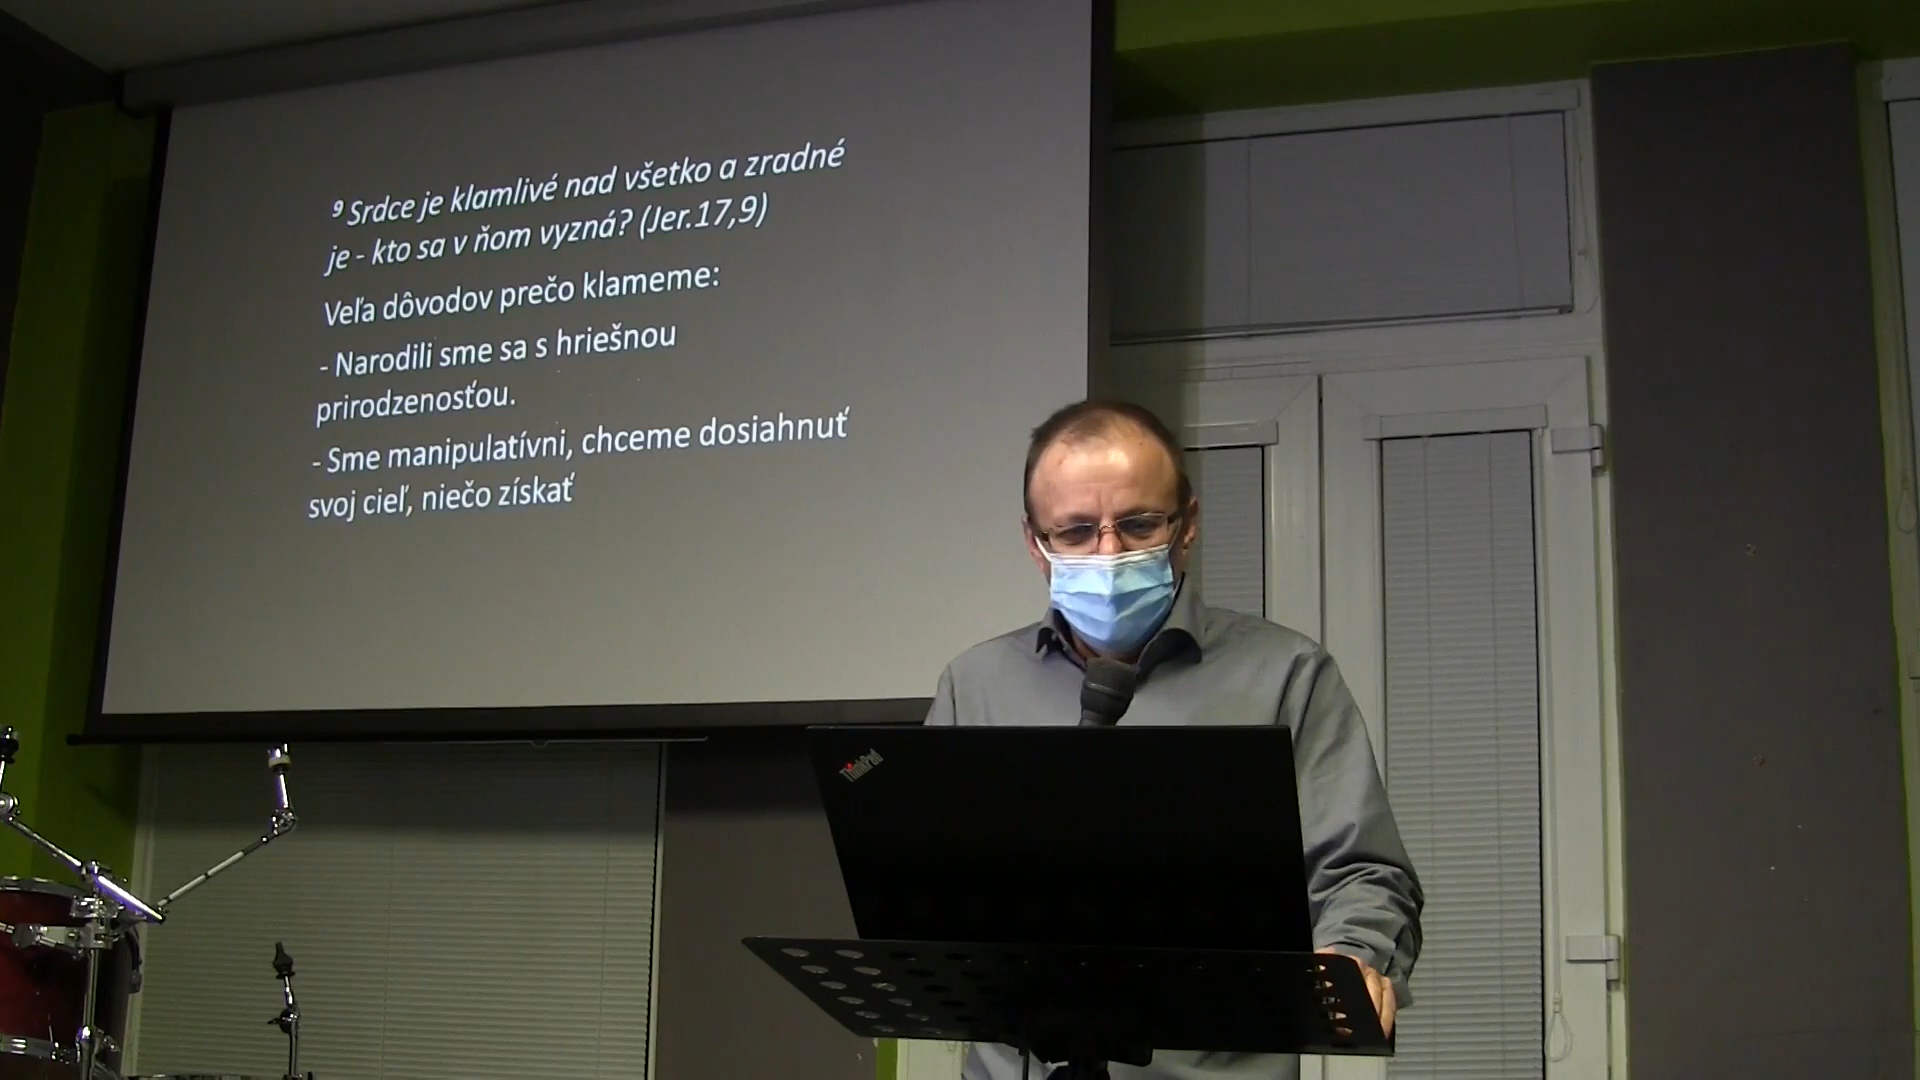 ⁹ Srdce je klamlivé nad všetko a zradné
je - kto sa v ňom vyzná? (Jer.17,9)
Veľa dôvodov prečo klameme:
- Narodili sme sa s hriešnou
prirodzenosťou.
- Sme manipulatívni, chceme dosiahnuť
svoj cieľ, niečo získať
ThinkPad